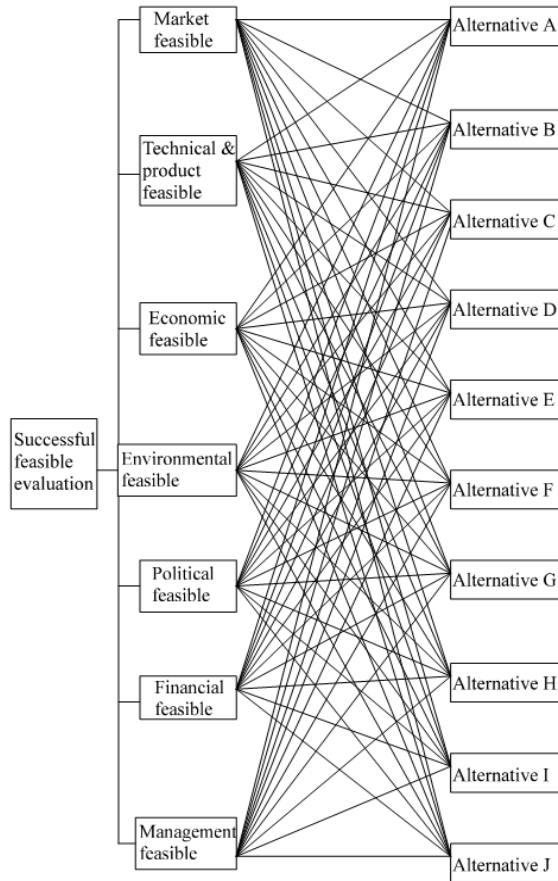 Successful
feasible
evaluation
Market
feasible
Technical &
product
feasible
Economic
feasible
Environmental
feasible
Political
feasible
Financial
feasible
Management
feasible
Alternative A
Alternative B
Alternative C
Alternative D
Alternative E
Alternative F
Alternative G
Alternative H
Alternative I
Alternative J